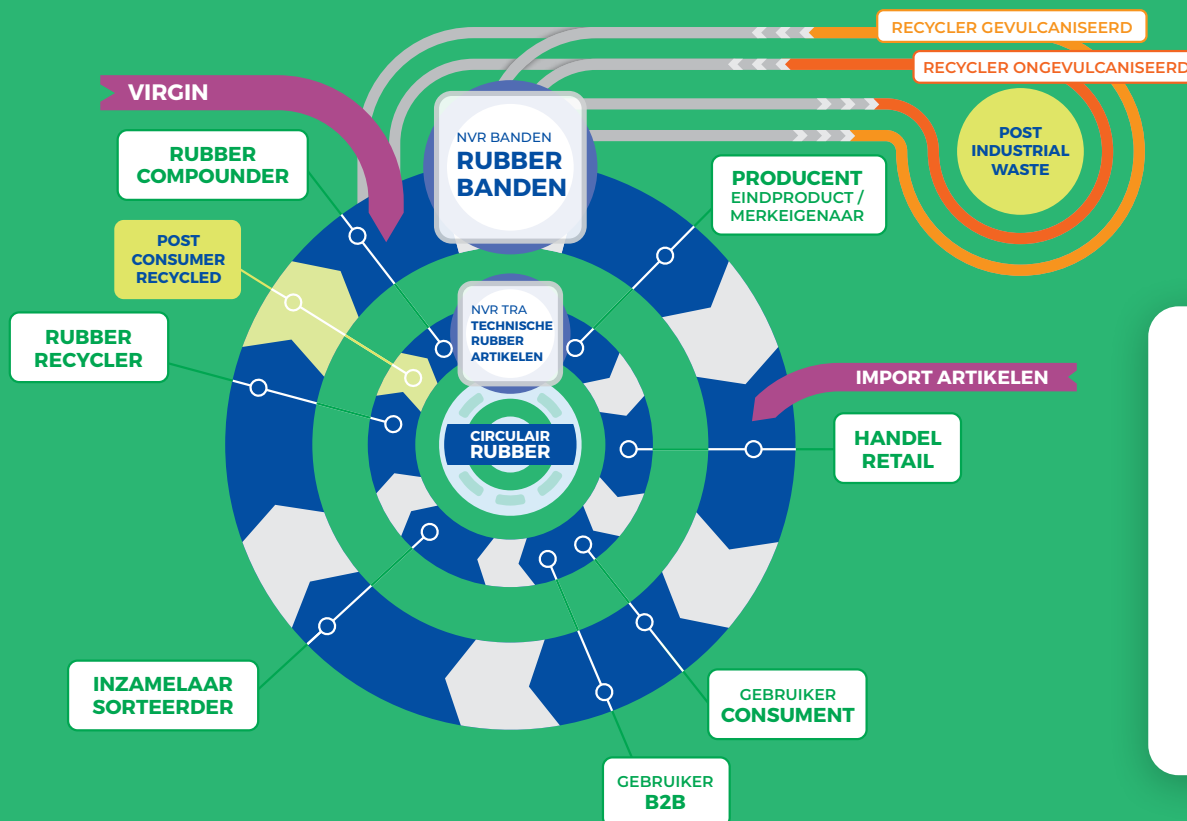 RECYCLER GEVULCANISEERD
RECYCLER ONGEVULCANISEERD
VIRGIN
NVR BANDEN
RUBBER
BANDEN
POST
INDUSTRIAL
WASTE
RUBBER
COMPOUNDER
PRODUCENT
EINDPRODUCT /
MERKEIGENAAR
POST
CONSUMER
RECYCLED
NVR TRA
TECHNISCHE
RUBBER
ARTIKELEN
RUBBER
RECYCLER
IMPORT ARTIKELEN
CIRCULAIR
RUBBER
HANDEL
RETAIL
INZAMELAAR
SORTEERDER
GEBRUIKER
CONSUMENT
GEBRUIKER
B2B